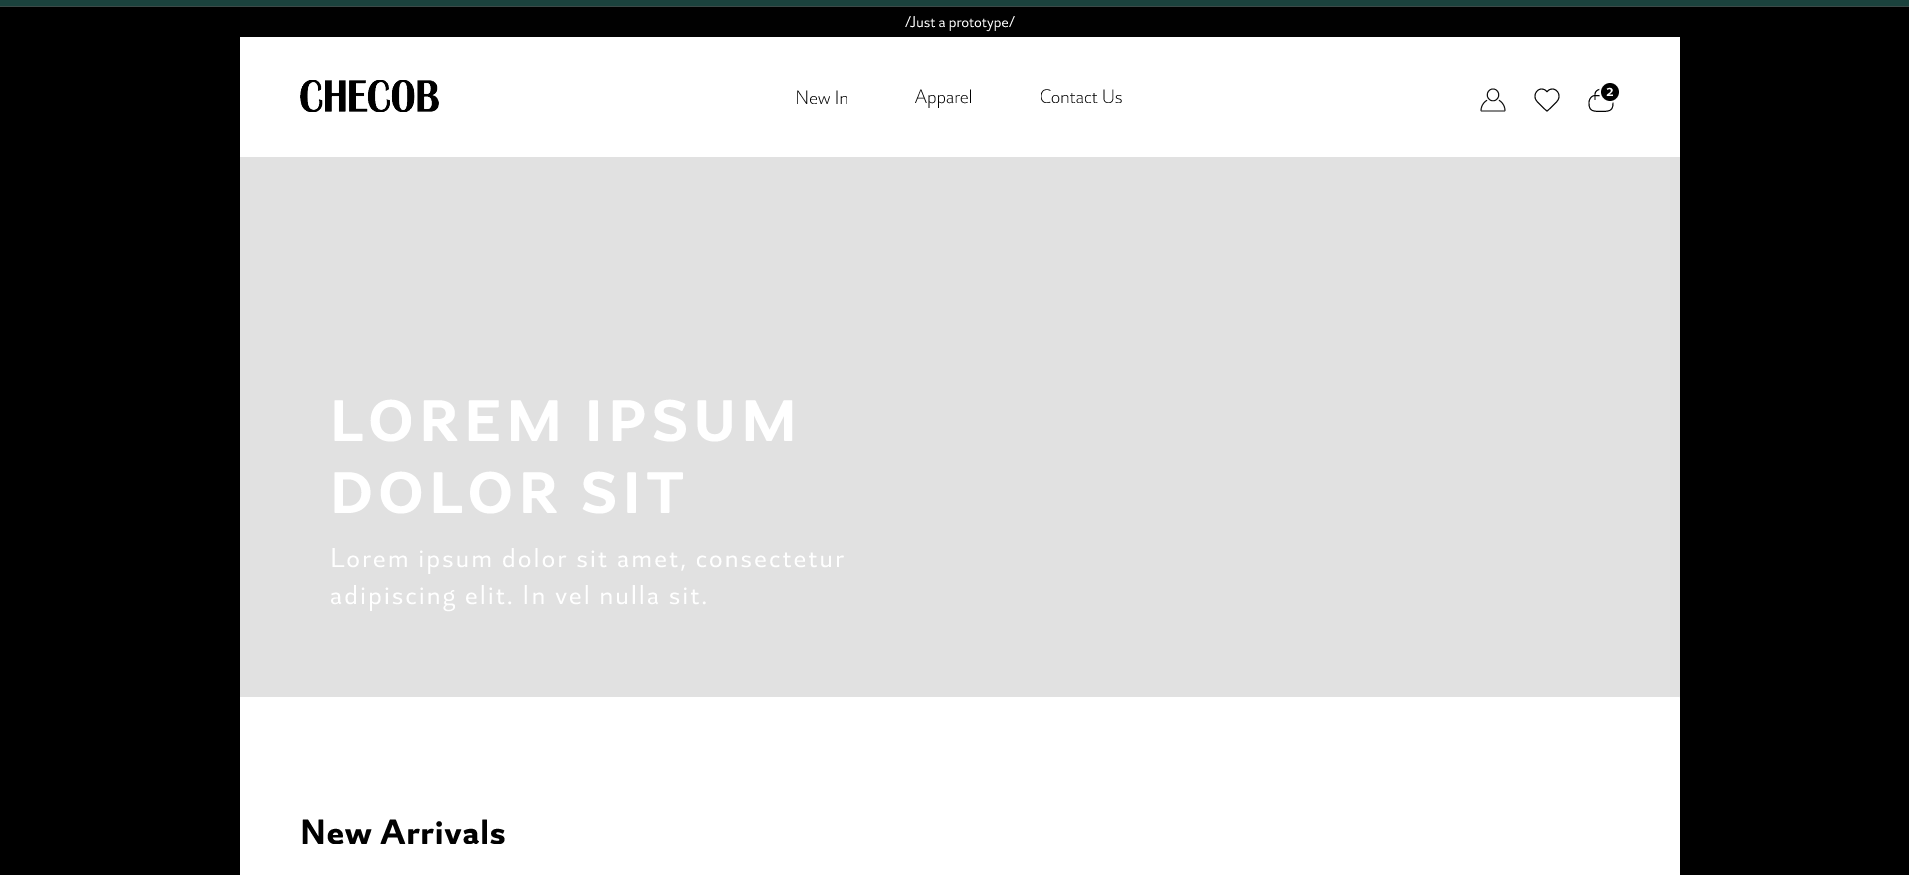 /Just a prototype/
CHECOB
New In
Apparel
Contact Us
2
LOREM IPSUM
DOLOR SIT
Lorem ipsum dolor sit amet, consectetur
adipiscing elit. In vel nulla sit.
New Arrivals